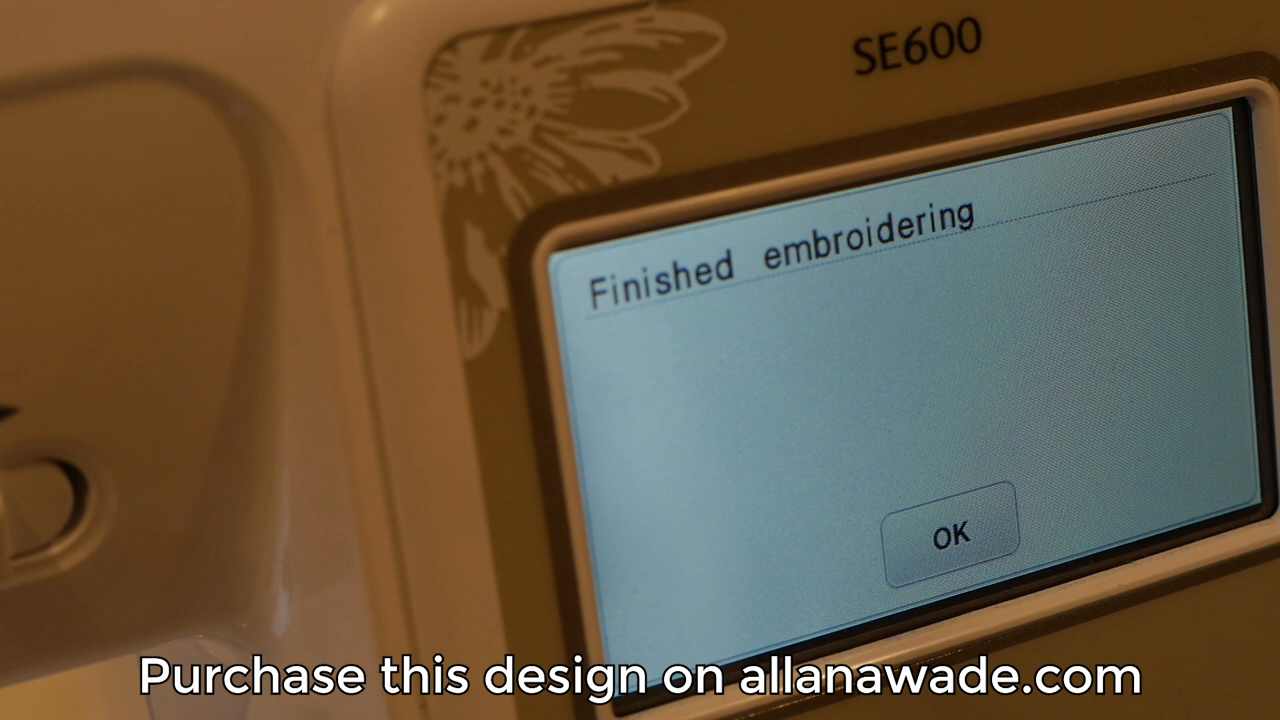 SE600
Finished embroidering
OK
Purchase this design on allanawade.com